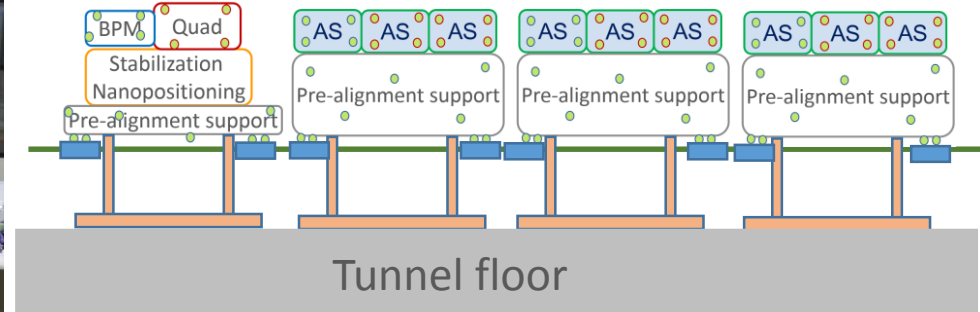 BPM Quad AS AS AS AS AS AS AS AS AS
Stabilization
Nanopositioning
Pre-alignment support Pre-alignment support Pre-alignment support
Pre-alignment support
Tunnel floor